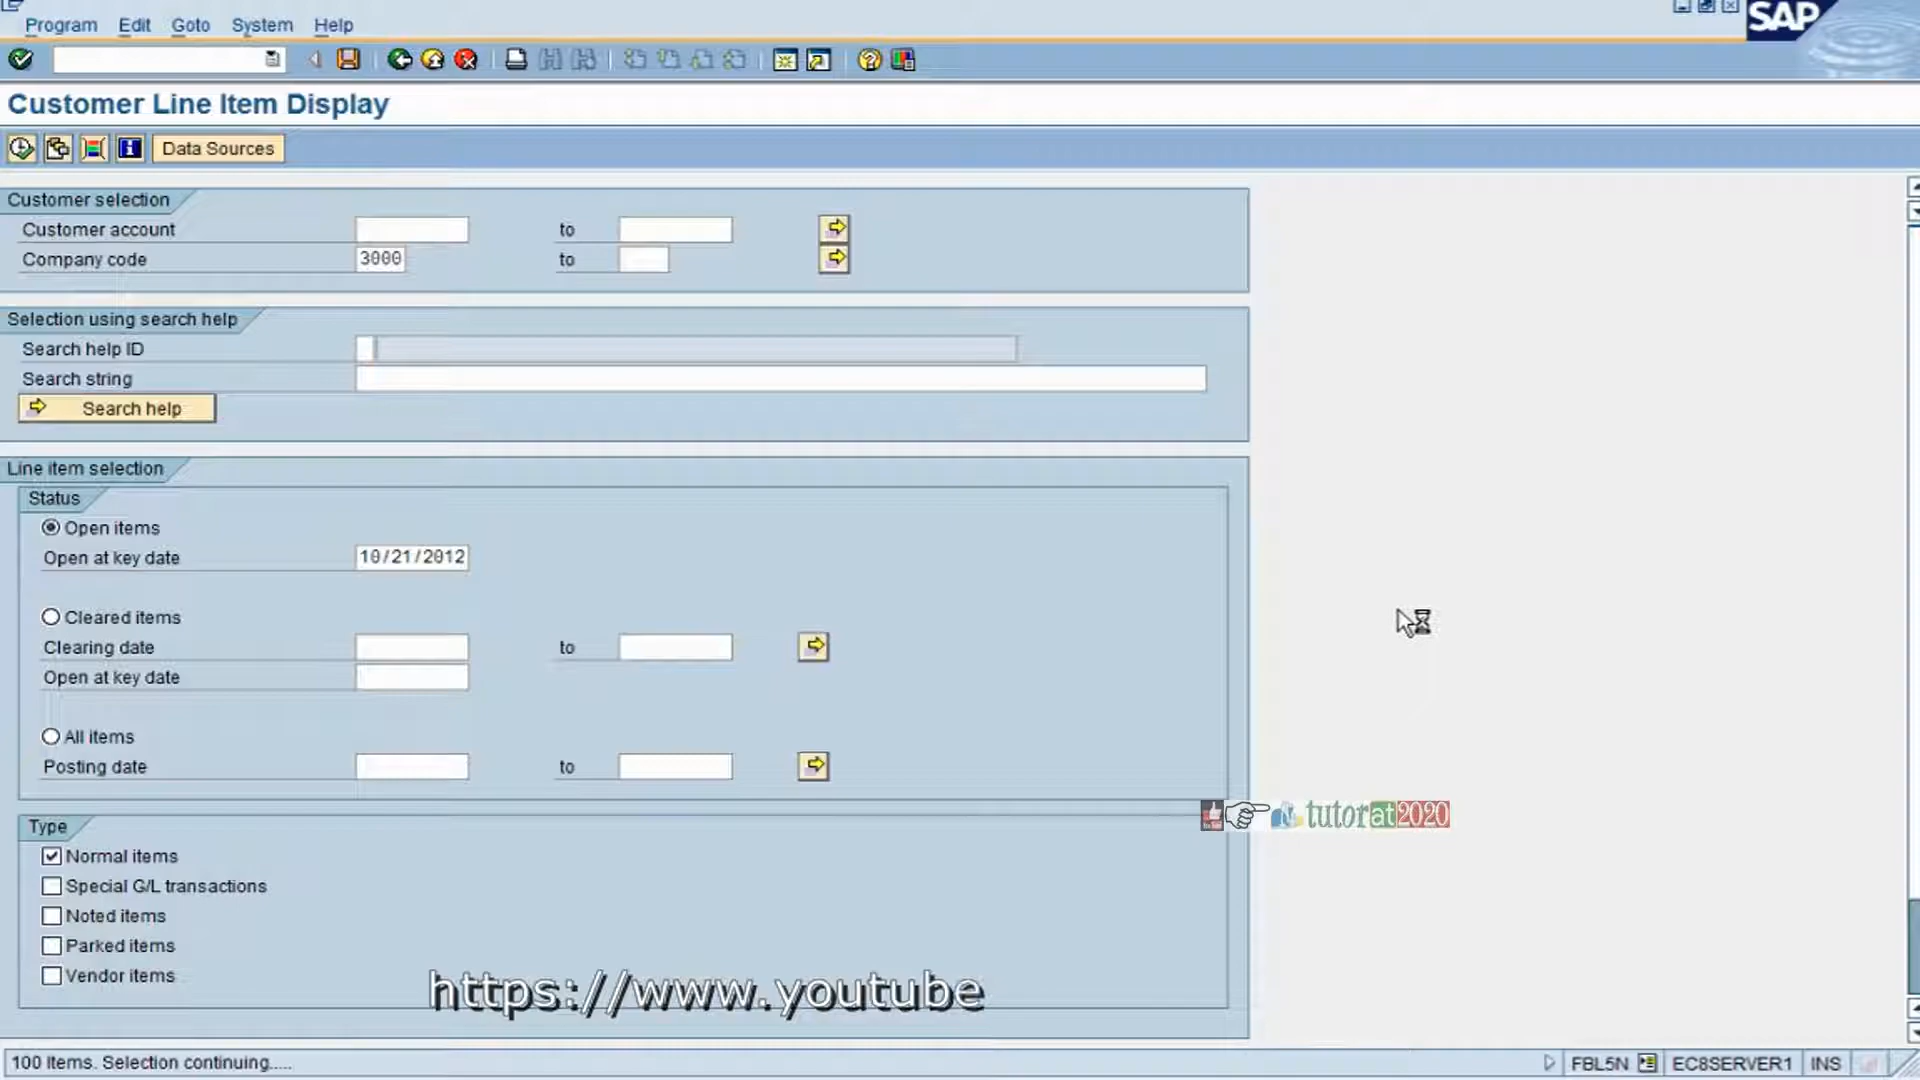 Program Edit Goto System Help
SAP
Customer Line Item Display
Data Sources
Customer selection
Customer account to
Company code 3000 to
Selection using search help
Search help ID
Search string
Search help
Line item selection
Status
Open items
Open at key date 10/21/2012
Cleared items
Clearing date to
Open at key date
All items
Posting date to
tutorat2020
Type
Normal items
Special G/L transactions
Noted items
Parked items
Vendor items
https://www.youtube
100 Items. Selection continuing.....
FBL5N EC8SERVER1 INS